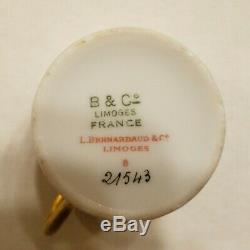 B & Co
LIMOGES
FRANCE
L. BERNARDAUD & Co
LIMOGES
8
21543